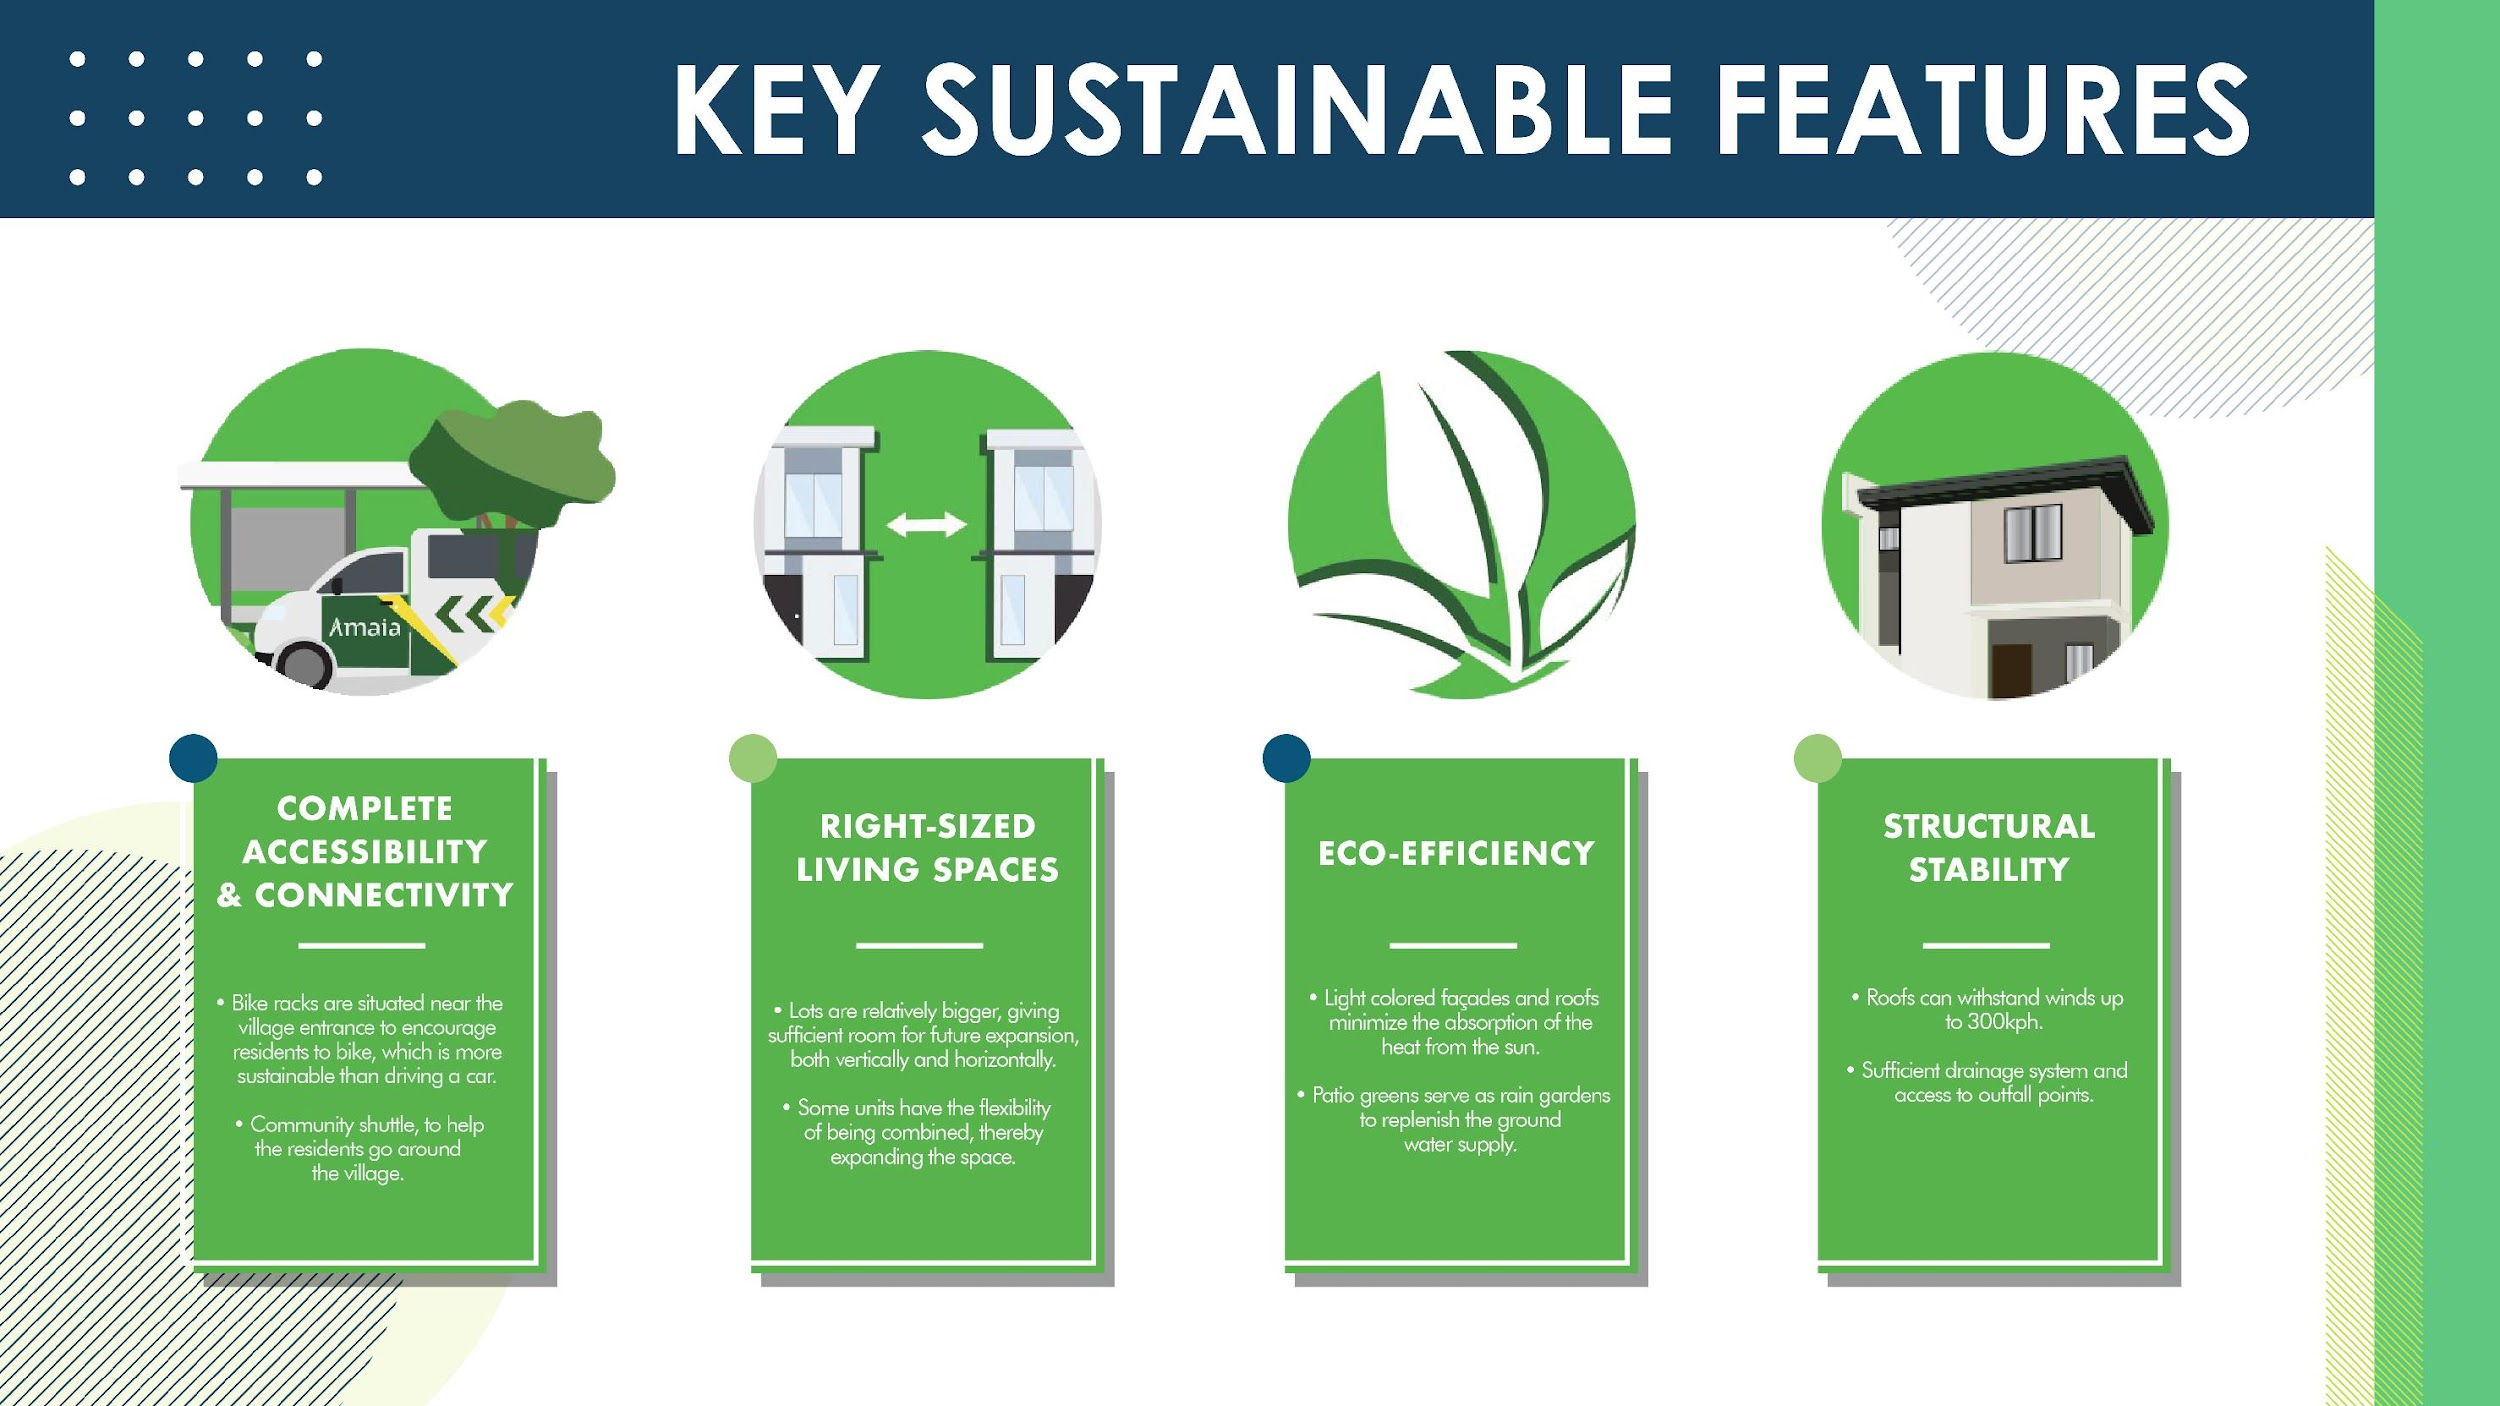 KEY SUSTAINABLE FEATURES
Amaia
COMPLETE
ACCESSIBILITY
& CONNECTIVITY
• Bike racks are situated near the
village entrance to encourage
residents to bike, which is more
sustainable than driving a car.
• Community shuttle, to help
the residents go around
the village.
RIGHT-SIZED
LIVING SPACES
• Lots are relatively bigger, giving
sufficient room for future expansion,
both vertically and horizontally.
• Some units have the flexibility
of being combined, thereby
expanding the space.
ECO-EFFICIENCY
• Light colored façades and roofs
minimize the absorption of the
heat from the sun.
• Patio greens serve as rain gardens
to replenish the ground
water supply.
STRUCTURAL
STABILITY
• Roofs can withstand winds up
to 300kph.
• Sufficient drainage system and
access to outfall points.